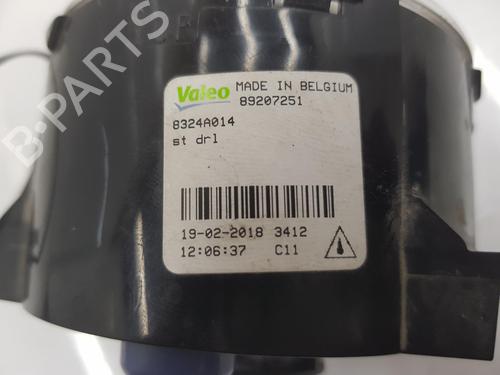 B-PARTS
Valeo MADE IN BELGIUM
89207251
8324A014
st drl
19-02-2018 3412
12:06:37 C11